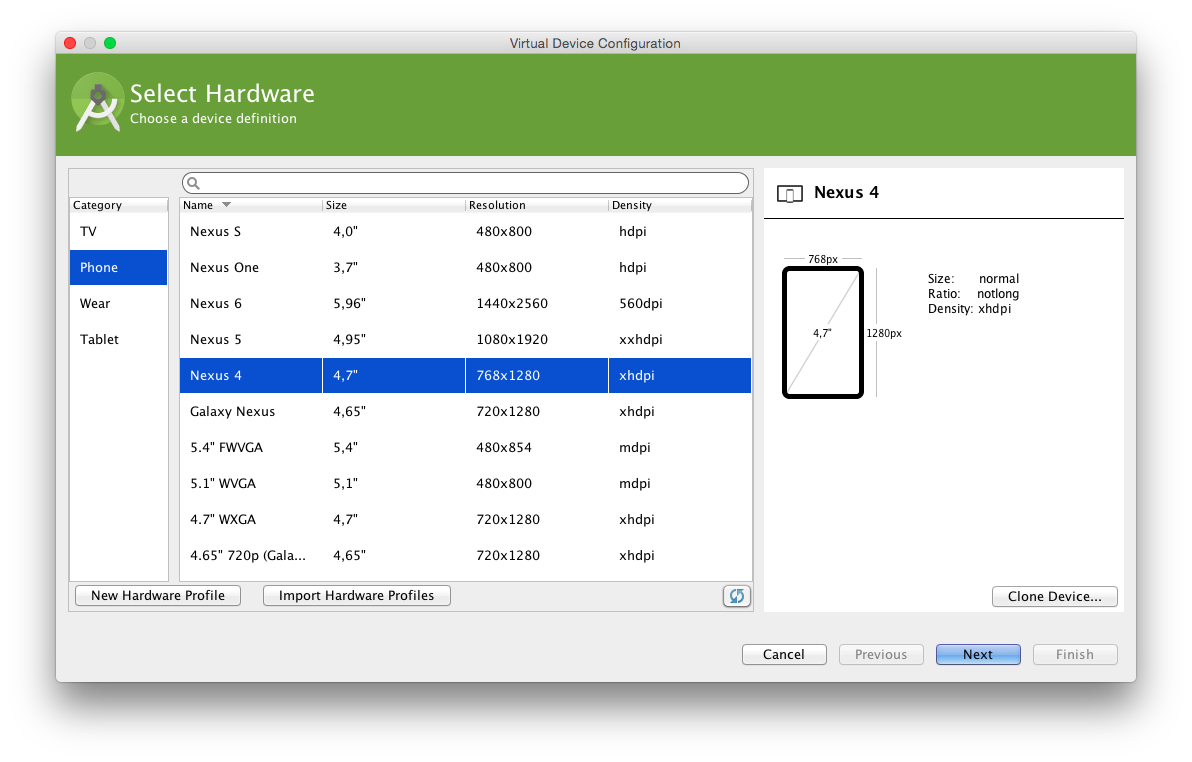 Virtual Device Configuration
Select Hardware
Choose a device definition
Category
TV
Phone
Wear
Tablet
Name Size Resolution Density
Nexus S 4,0" 480x800 hdpi
Nexus One 3,7" 480x800 hdpi
Nexus 6 5,96" 1440x2560 560dpi
Nexus 5 4,95" 1080x1920 xxhdpi
Nexus 4 4,7" 768x1280 xhdpi
Galaxy Nexus 4,65" 720x1280 xhdpi
5.4" FWVGA 5,4" 480x854 mdpi
5.1" WVGA 5,1" 480x800 mdpi
4.7" WXGA 4,7" 720x1280 xhdpi
4.65" 720p (Gala... 4,65" 720x1280 xhdpi
New Hardware Profile Import Hardware Profiles
Nexus 4
768px
4,7"
1280px
Size: normal
Ratio: notlong
Density: xhdpi
Clone Device...
Cancel Previous Next Finish